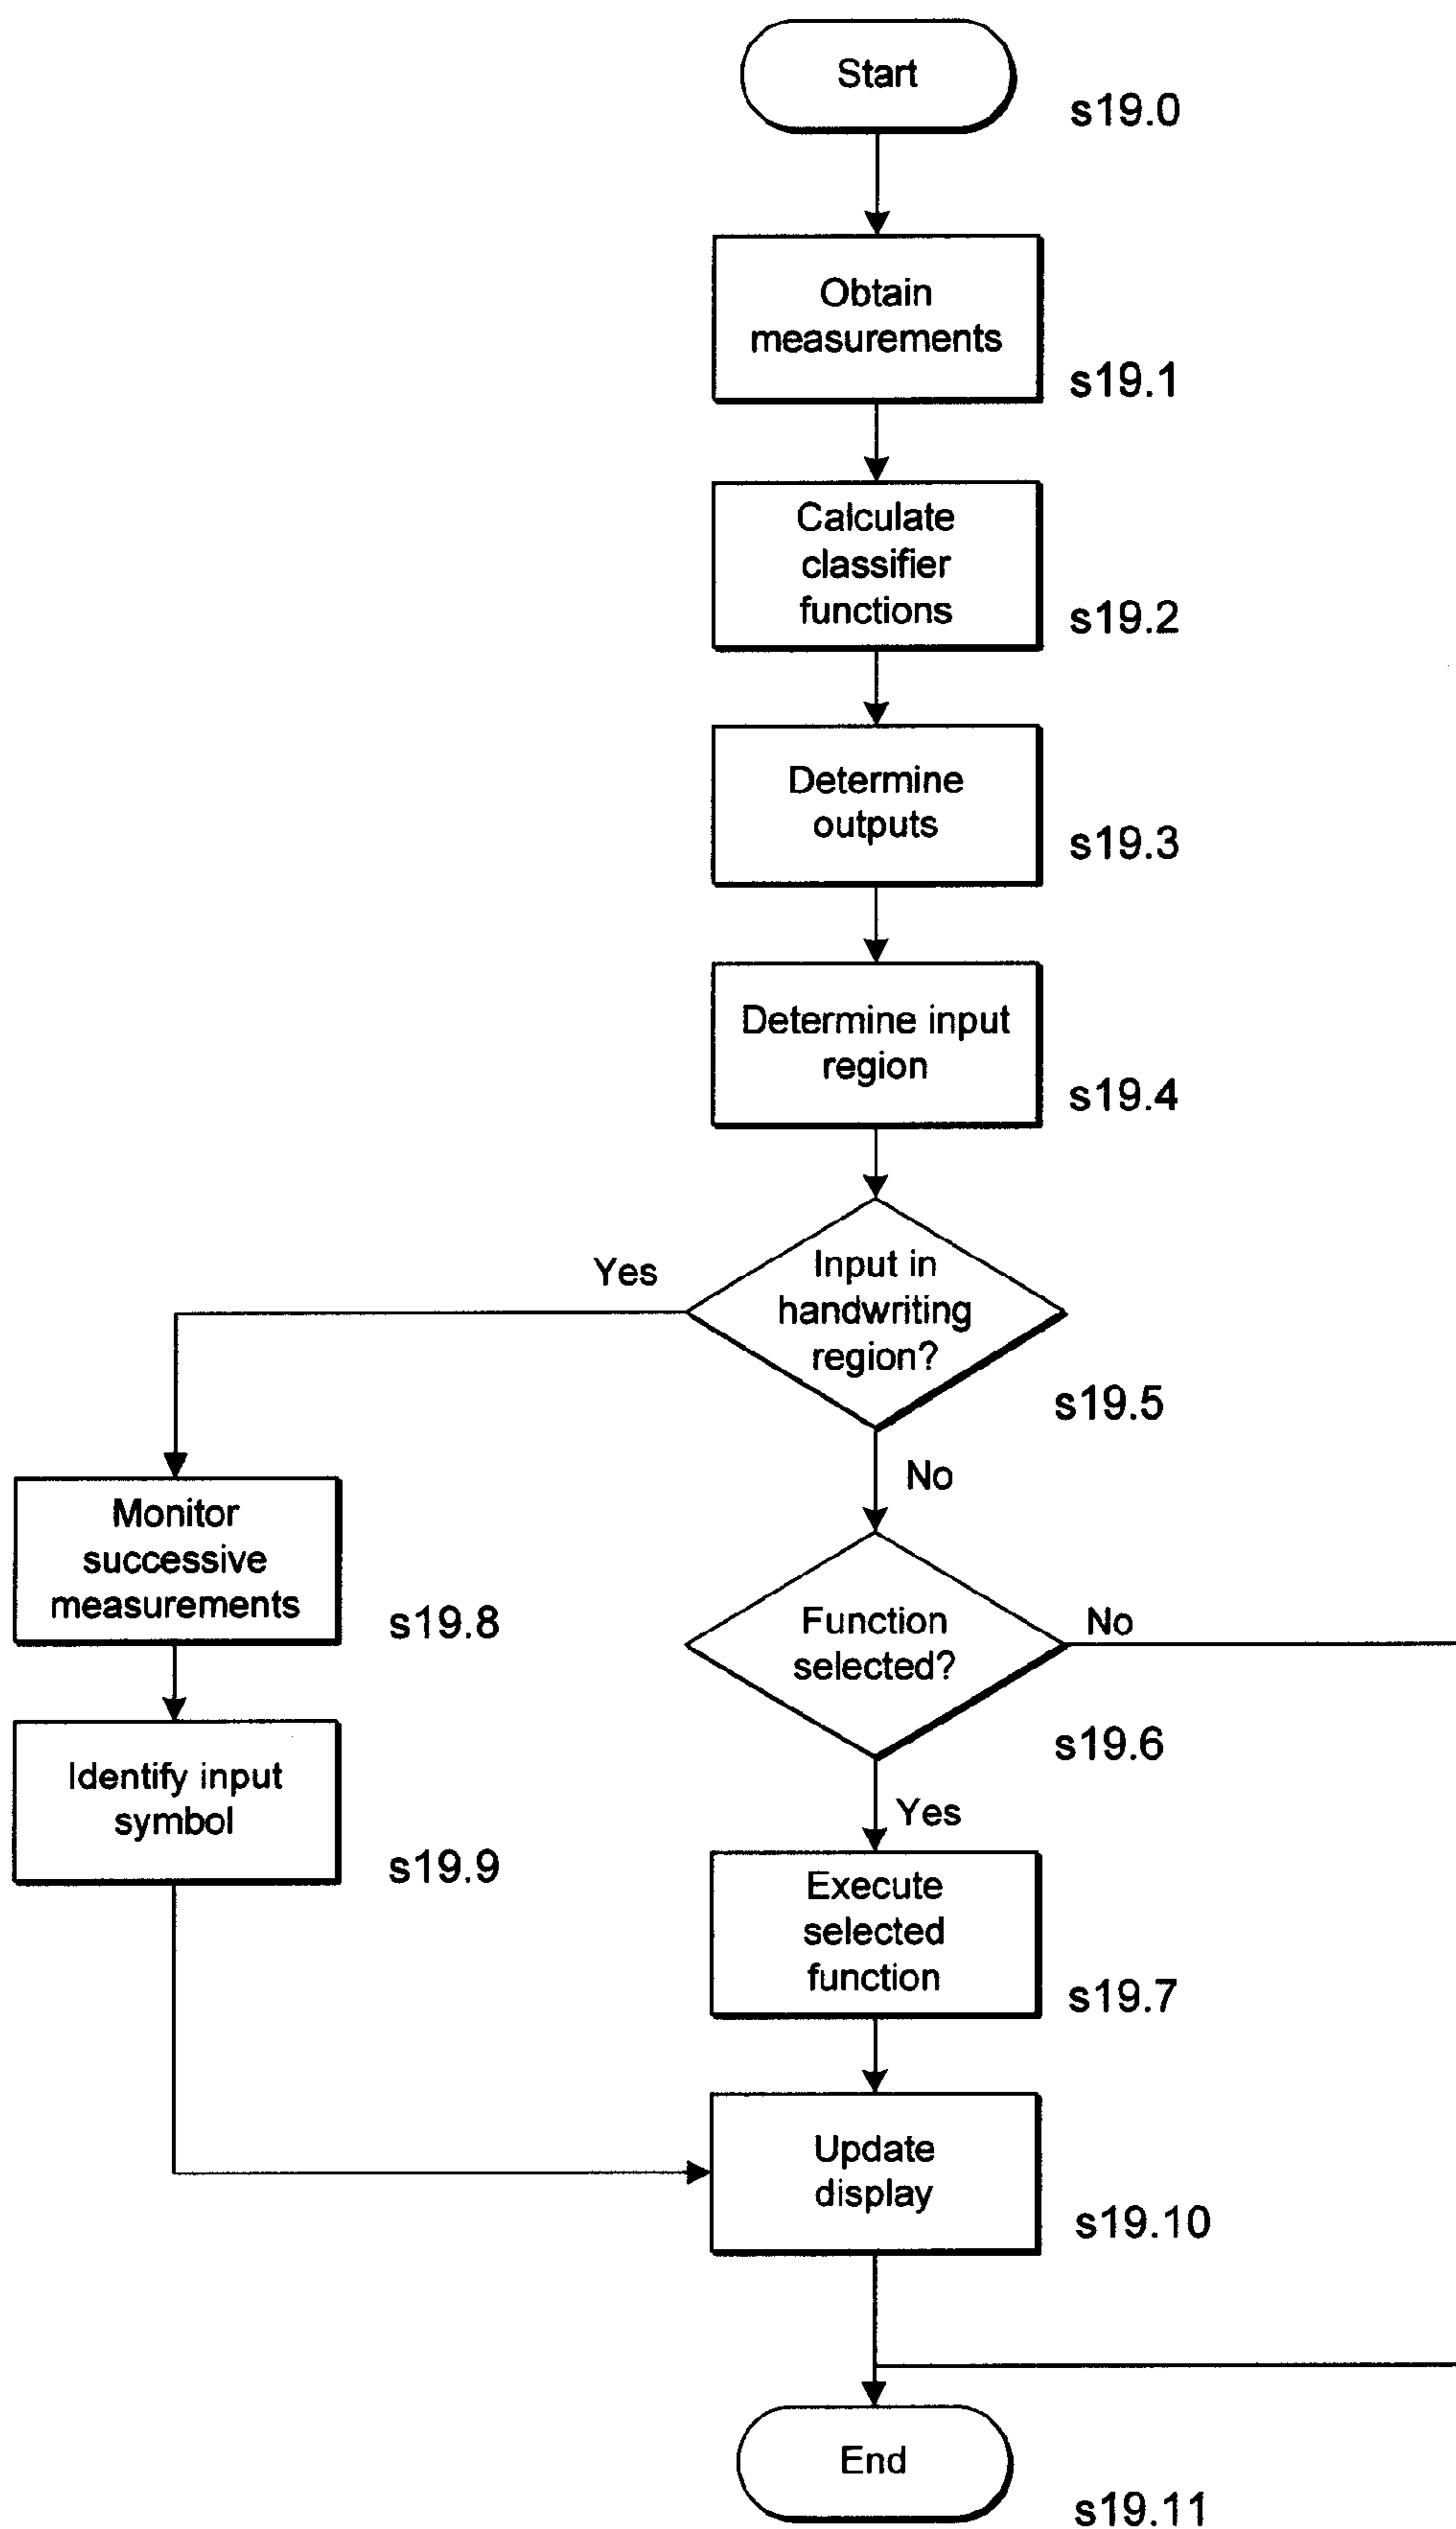 Start
s19.0
Obtain
measurements
s19.1
Calculate
classifier
functions
s19.2
Determine
outputs
s19.3
Determine input
region
s19.4
Input in
handwriting
region?
Yes
s19.5
No
Monitor
successive
measurements
s19.8
Function
selected?
No
s19.6
Yes
Identify input
symbol
s19.9
Execute
selected
function
s19.7
Update
display
s19.10
End
s19.11